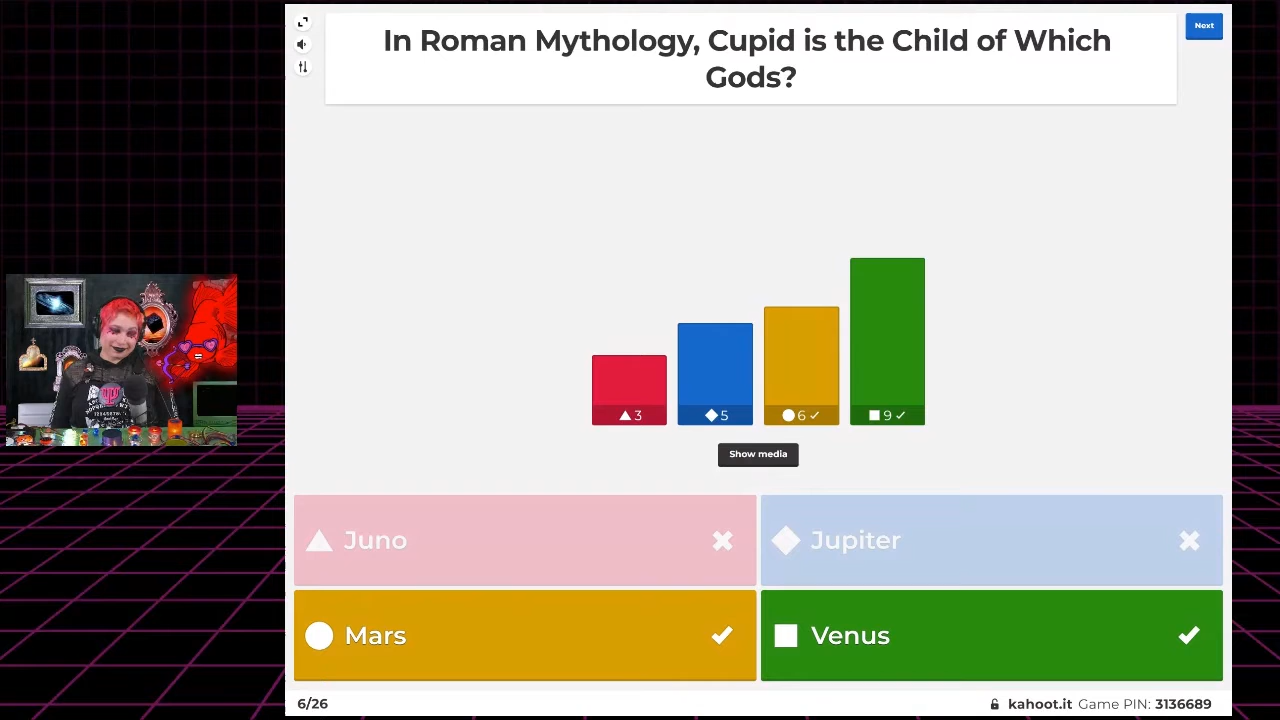 In Roman Mythology, Cupid is the Child of Which
Gods?
Next
3
5
6
9
Show media
Juno
Jupiter
Mars
Venus
6/26
kahoot.it Game PIN: 3136689